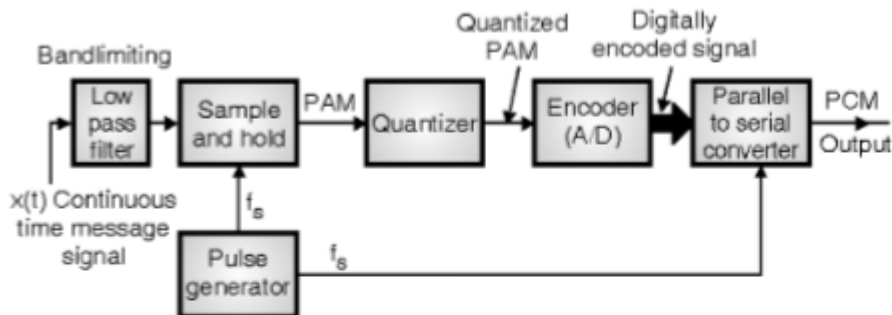 Bandlimiting
Low
pass
filter
Sample
and hold
PAM
Quantizer
Quantized
PAM
Encoder
(A/D)
Digitally
encoded signal
Parallel
to serial
converter
PCM
Output
x(t) Continuous
time message
signal
fs
Pulse
generator
fs